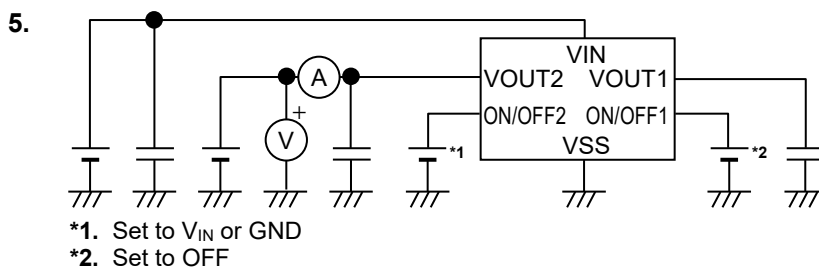 5.
VIN
A
VOUT2 VOUT1
+
ON/OFF2 ON/OFF1
V
VSS
*1
*2
*1. Set to VIN or GND
*2. Set to OFF